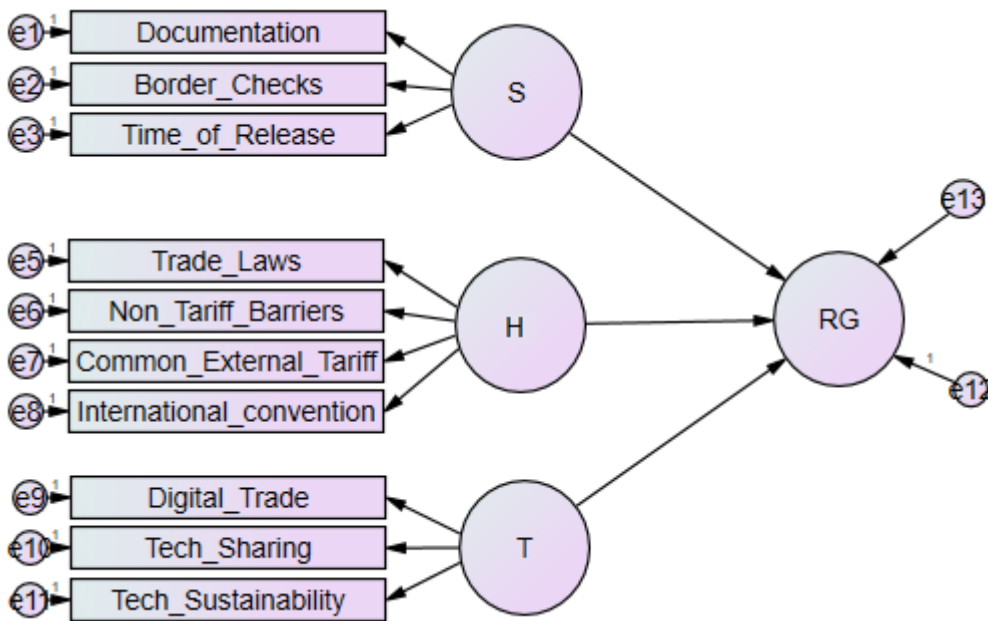 e1 1 Documentation
e2 1 Border_Checks
e3 1 Time_of_Release
S
e13
e5 1 Trade_Laws
e6 1 Non_Tariff_Barriers
e7 1 Common_External_Tariff
e8 1 International_convention
H
RG
1
e12
e9 1 Digital_Trade
e10 1 Tech_Sharing
e11 1 Tech_Sustainability
T